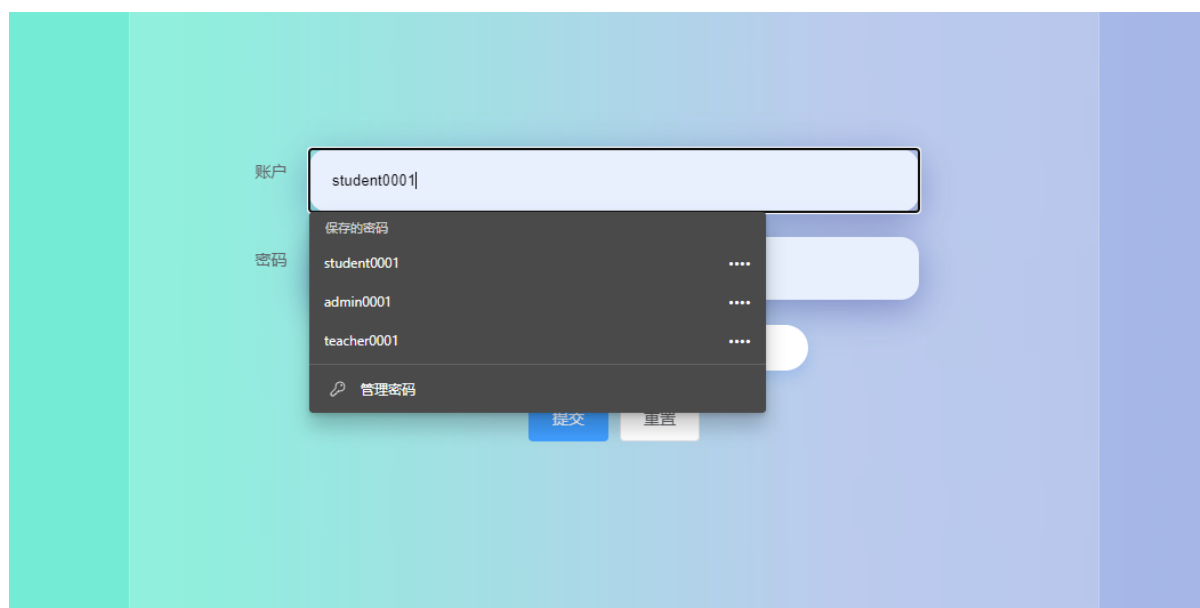 账户
student0001
保存的密码
密码
student0001 ••••
admin0001 ••••
teacher0001 ••••
管理密码
提交 重置